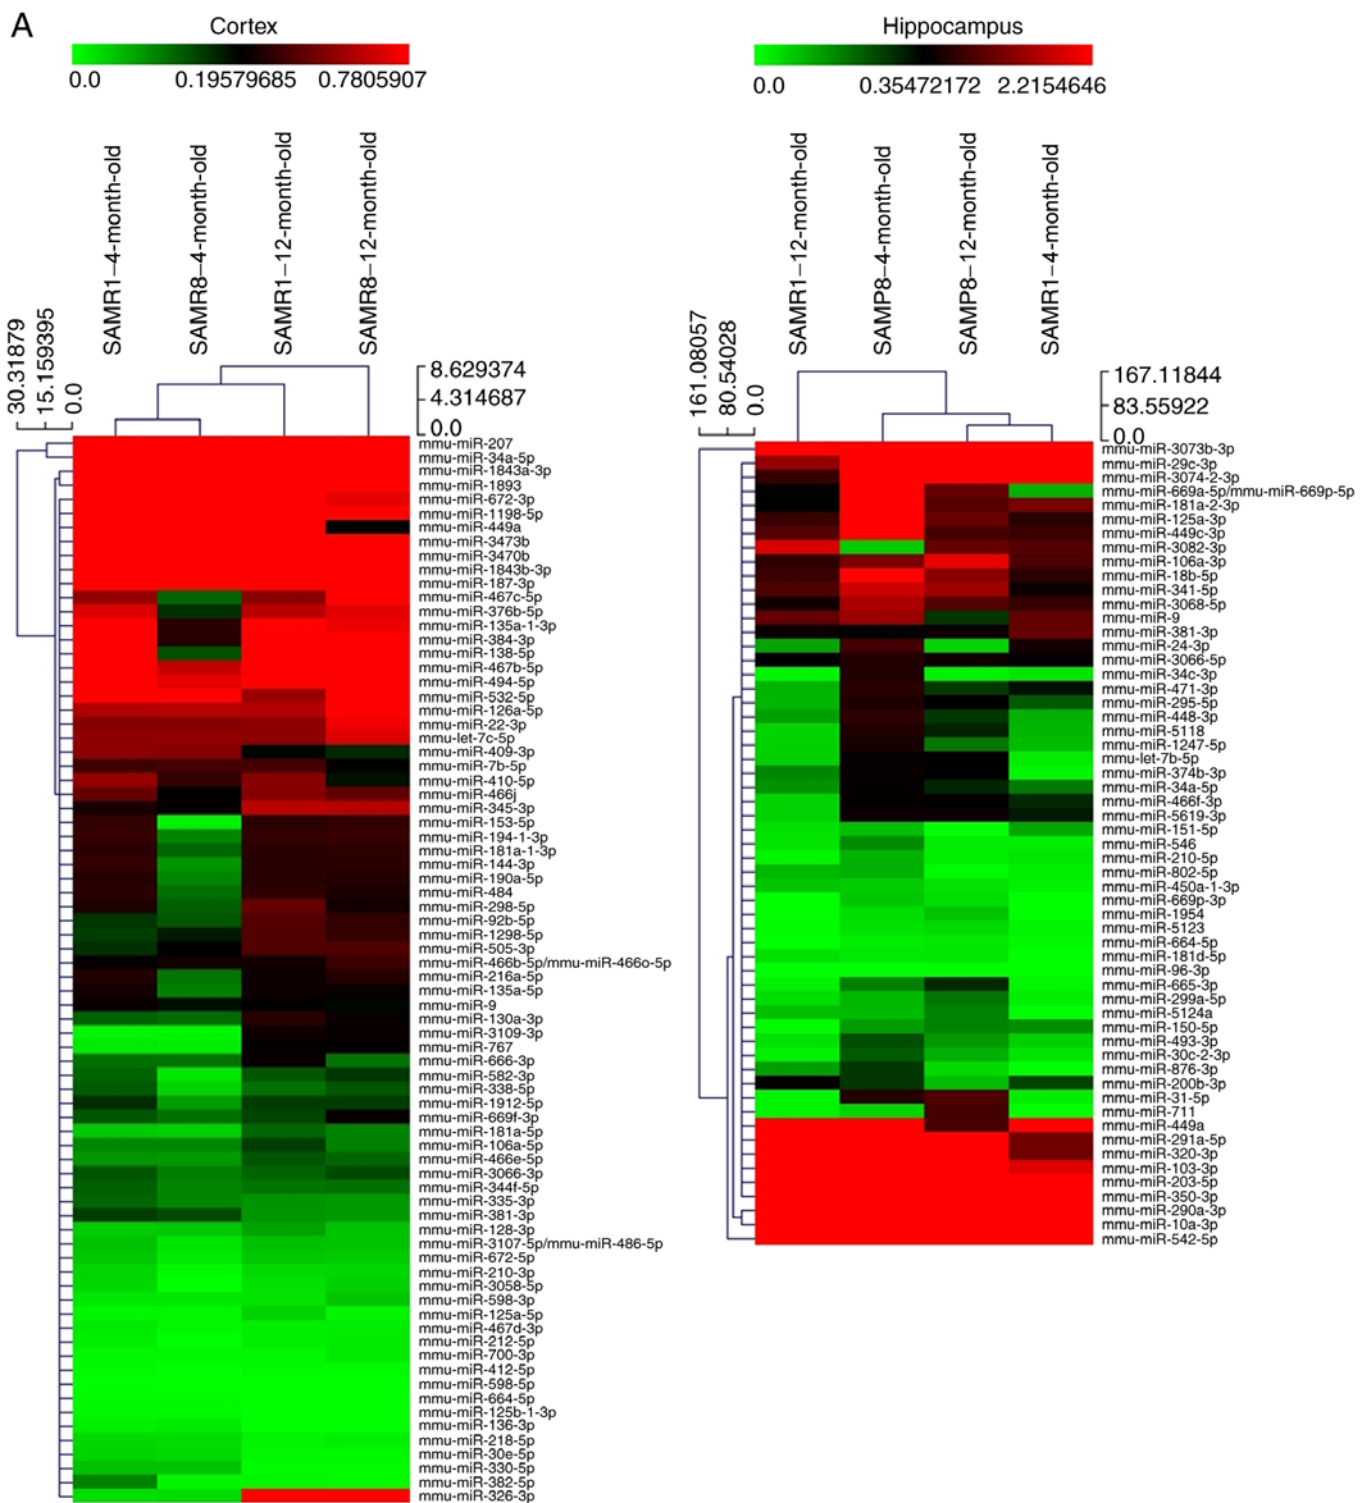 A
Cortex
0.0 0.19579685 0.7805907
SAMR1–4-month-old
SAMR8–4-month-old
SAMR1–12-month-old
SAMR8–12-month-old
30.31879
15.159395
0.0
8.629374
4.314687
0.0
mmu-miR-207
mmu-miR-34a-5p
mmu-miR-1843a-3p
mmu-miR-1893
mmu-miR-672-3p
mmu-miR-1198-5p
mmu-miR-449a
mmu-miR-3473b
mmu-miR-3470b
mmu-miR-1843b-3p
mmu-miR-187-3p
mmu-miR-467c-5p
mmu-miR-376b-5p
mmu-miR-135a-1-3p
mmu-miR-384-3p
mmu-miR-138-5p
mmu-miR-467b-5p
mmu-miR-494-5p
mmu-miR-532-5p
mmu-miR-126a-5p
mmu-miR-22-3p
mmu-let-7c-5p
mmu-miR-409-3p
mmu-miR-7b-5p
mmu-miR-410-5p
mmu-miR-466j
mmu-miR-345-3p
mmu-miR-153-5p
mmu-miR-194-1-3p
mmu-miR-181a-1-3p
mmu-miR-144-3p
mmu-miR-190a-5p
mmu-miR-484
mmu-miR-298-5p
mmu-miR-92b-5p
mmu-miR-1298-5p
mmu-miR-505-3p
mmu-miR-466b-5p/mmu-miR-466o-5p
mmu-miR-216a-5p
mmu-miR-135a-5p
mmu-miR-9
mmu-miR-130a-3p
mmu-miR-3109-3p
mmu-miR-767
mmu-miR-666-3p
mmu-miR-582-3p
mmu-miR-338-5p
mmu-miR-1912-5p
mmu-miR-669f-3p
mmu-miR-181a-5p
mmu-miR-106a-5p
mmu-miR-466e-5p
mmu-miR-3066-3p
mmu-miR-344f-5p
mmu-miR-335-3p
mmu-miR-381-3p
mmu-miR-128-3p
mmu-miR-3107-5p/mmu-miR-486-5p
mmu-miR-672-5p
mmu-miR-210-3p
mmu-miR-3058-5p
mmu-miR-598-3p
mmu-miR-125a-5p
mmu-miR-467d-3p
mmu-miR-212-5p
mmu-miR-700-3p
mmu-miR-412-5p
mmu-miR-598-5p
mmu-miR-664-5p
mmu-miR-125b-1-3p
mmu-miR-136-3p
mmu-miR-218-5p
mmu-miR-30e-5p
mmu-miR-330-5p
mmu-miR-382-5p
mmu-miR-326-3p
Hippocampus
0.0 0.35472172 2.2154646
SAMR1–12-month-old
SAMP8–4-month-old
SAMP8–12-month-old
SAMR1–4-month-old
161.08057
80.54028
0.0
167.11844
83.55922
0.0
mmu-miR-3073b-3p
mmu-miR-29c-3p
mmu-miR-3074-2-3p
mmu-miR-669a-5p/mmu-miR-669p-5p
mmu-miR-181a-2-3p
mmu-miR-125a-3p
mmu-miR-449c-3p
mmu-miR-3082-3p
mmu-miR-106a-3p
mmu-miR-18b-5p
mmu-miR-341-5p
mmu-miR-3068-5p
mmu-miR-9
mmu-miR-381-3p
mmu-miR-24-3p
mmu-miR-3066-5p
mmu-miR-34c-3p
mmu-miR-471-3p
mmu-miR-295-5p
mmu-miR-448-3p
mmu-miR-5118
mmu-miR-1247-5p
mmu-let-7b-5p
mmu-miR-374b-3p
mmu-miR-34a-5p
mmu-miR-466f-3p
mmu-miR-5619-3p
mmu-miR-151-5p
mmu-miR-546
mmu-miR-210-5p
mmu-miR-802-5p
mmu-miR-450a-1-3p
mmu-miR-669p-3p
mmu-miR-1954
mmu-miR-5123
mmu-miR-664-5p
mmu-miR-181d-5p
mmu-miR-96-3p
mmu-miR-665-3p
mmu-miR-299a-5p
mmu-miR-5124a
mmu-miR-150-5p
mmu-miR-493-3p
mmu-miR-30c-2-3p
mmu-miR-876-3p
mmu-miR-200b-3p
mmu-miR-31-5p
mmu-miR-711
mmu-miR-449a
mmu-miR-291a-5p
mmu-miR-320-3p
mmu-miR-103-3p
mmu-miR-203-5p
mmu-miR-350-3p
mmu-miR-290a-3p
mmu-miR-10a-3p
mmu-miR-542-5p